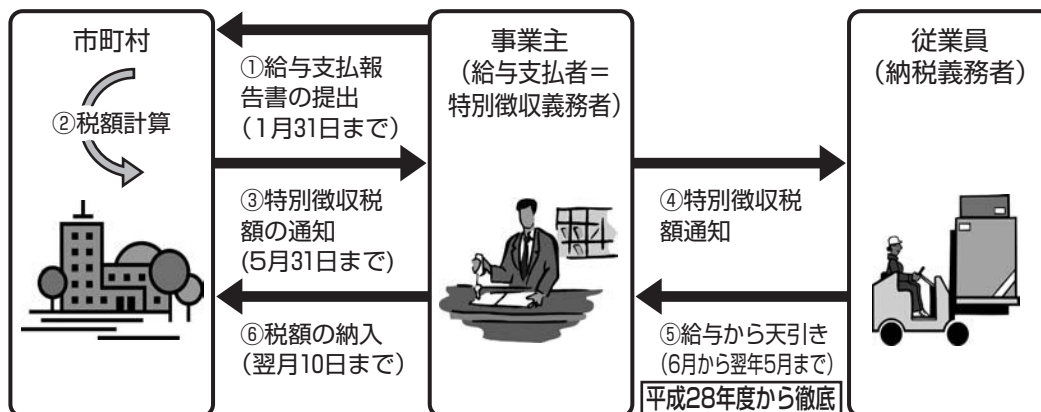 市町村
②税額計算
①給与支払報
告書の提出
（1月31日まで）
③特別徴収税
額の通知
(5月31日まで)
⑥税額の納入
（翌月10日まで）
事業主
（給与支払者＝
特別徴収義務者）
④特別徴収税
額通知
⑤給与から天引き
（6月から翌年5月まで）
平成28年度から徹底
従業員
（納税義務者）